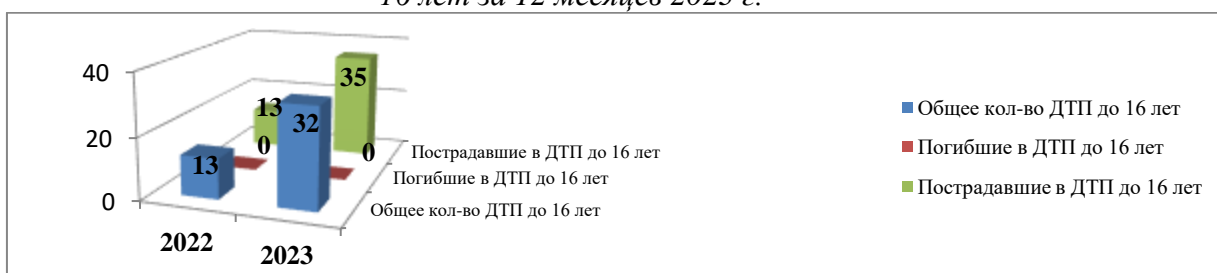 16 лет за 12 месяцев 2023 г.
40
20
0
13
0
13
32
35
0
2022
2023
Пострадавшие в ДТП до 16 лет
Погибшие в ДТП до 16 лет
Общее кол-во ДТП до 16 лет
Общее кол-во ДТП до 16 лет
Погибшие в ДТП до 16 лет
Пострадавшие в ДТП до 16 лет